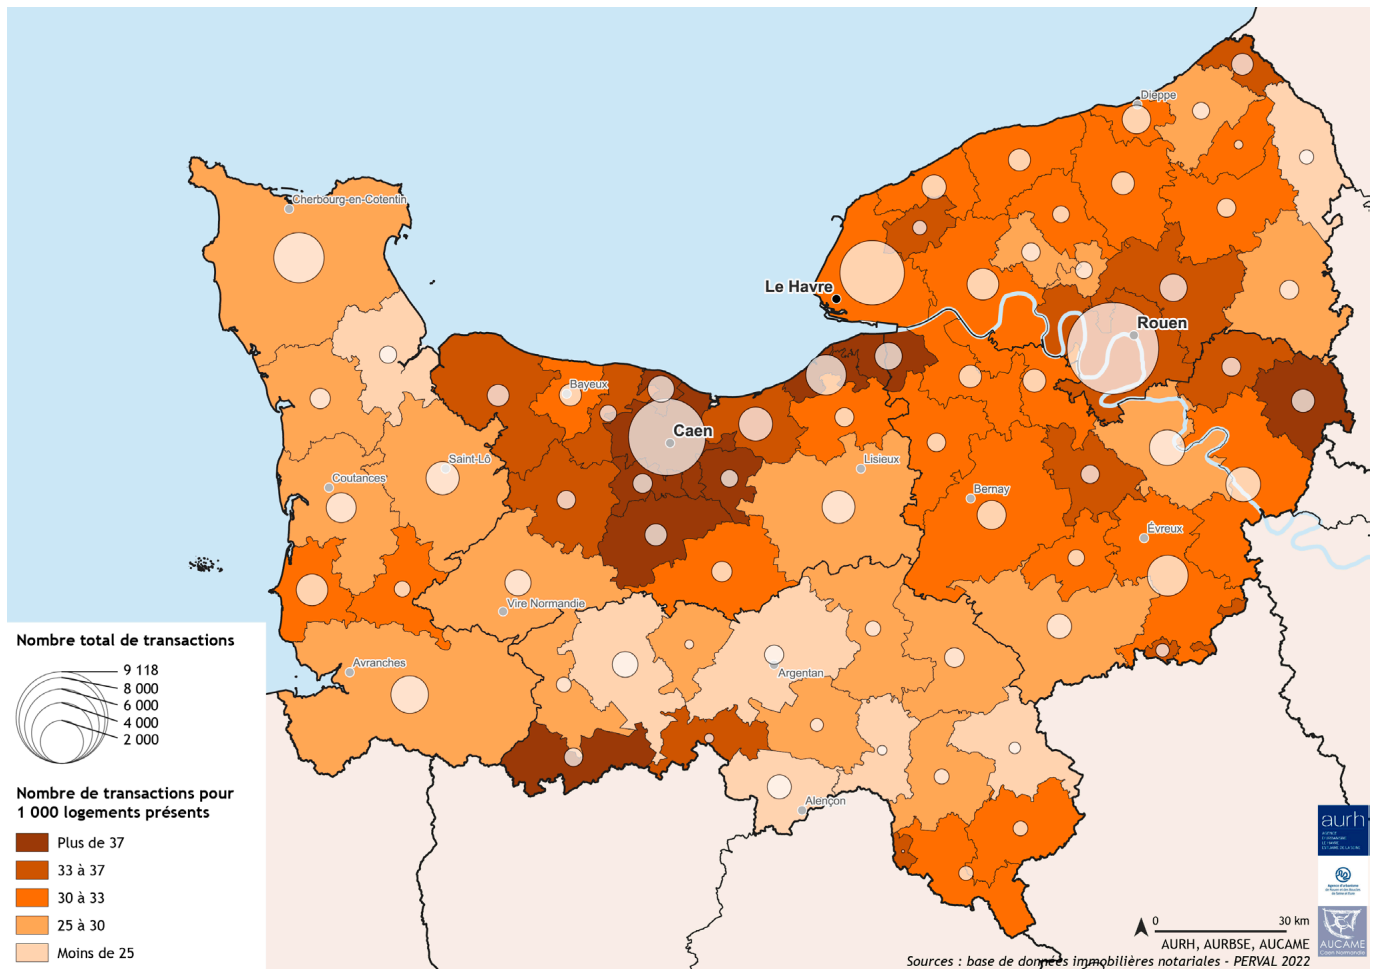 Dieppe
Cherbourg-en-Cotentin
Le Havre
Rouen
Bayeux
Caen
Saint-Lô
Lisieux
Coutances
Bernay
Évreux
Vire Normandie
Avranches
Argentan
Alençon
Nombre total de transactions
9 118
8 000
6 000
4 000
2 000
Nombre de transactions pour
1 000 logements présents
Plus de 37
33 à 37
30 à 33
25 à 30
Moins de 25
aurh
AUCAME
Caen Normandie
0 30 km
AURH, AURBSE, AUCAME
Sources : base de données immobilières notariales - PERVAL 2022